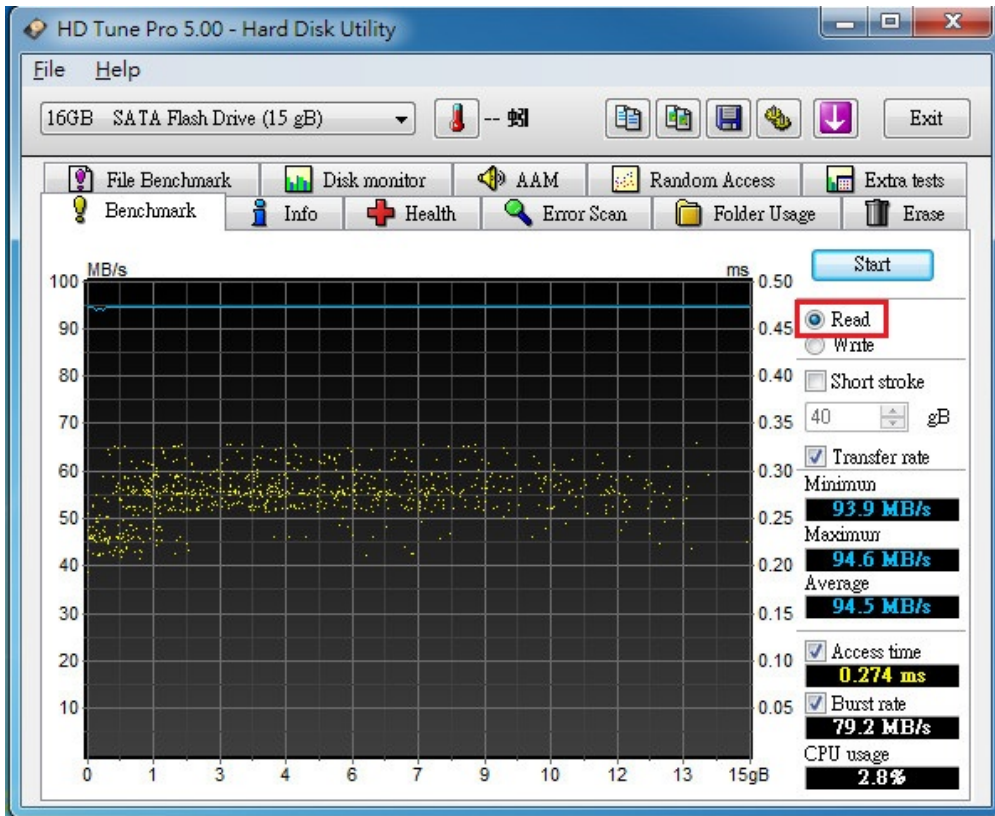 HD Tune Pro 5.00 - Hard Disk Utility
File Help
16GB SATA Flash Drive (15 gB) -- 蚓 Exit
File Benchmark Disk monitor AAM Random Access Extra tests
Benchmark Info Health Error Scan Folder Usage Erase
MB/s ms
100 0.50
90 0.45
80 0.40
70 0.35
60 0.30
50 0.25
40 0.20
30 0.15
20 0.10
10 0.05
0 1 3 4 6 7 9 10 12 13 15gB
Start
Read
Write
Short stroke
40 gB
Transfer rate
Minimun
93.9 MB/s
Maximun
94.6 MB/s
Average
94.5 MB/s
Access time
0.274 ms
Burst rate
79.2 MB/s
CPU usage
2.8%